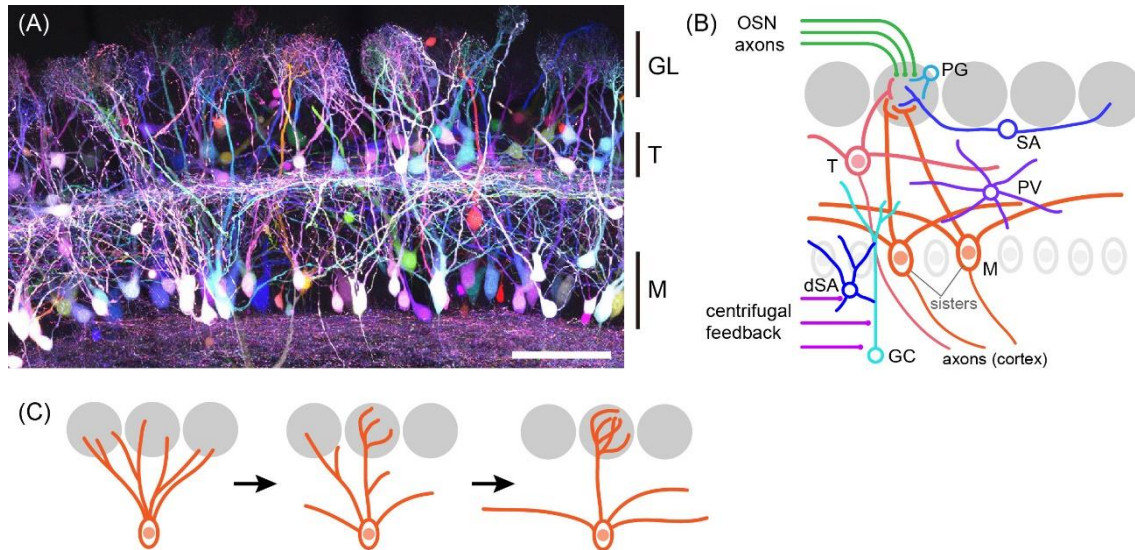 (A)
GL
T
M
(B)
OSN
axons
PG
SA
T
PV
M
dSA
sisters
centrifugal
feedback
GC
axons (cortex)
(C)